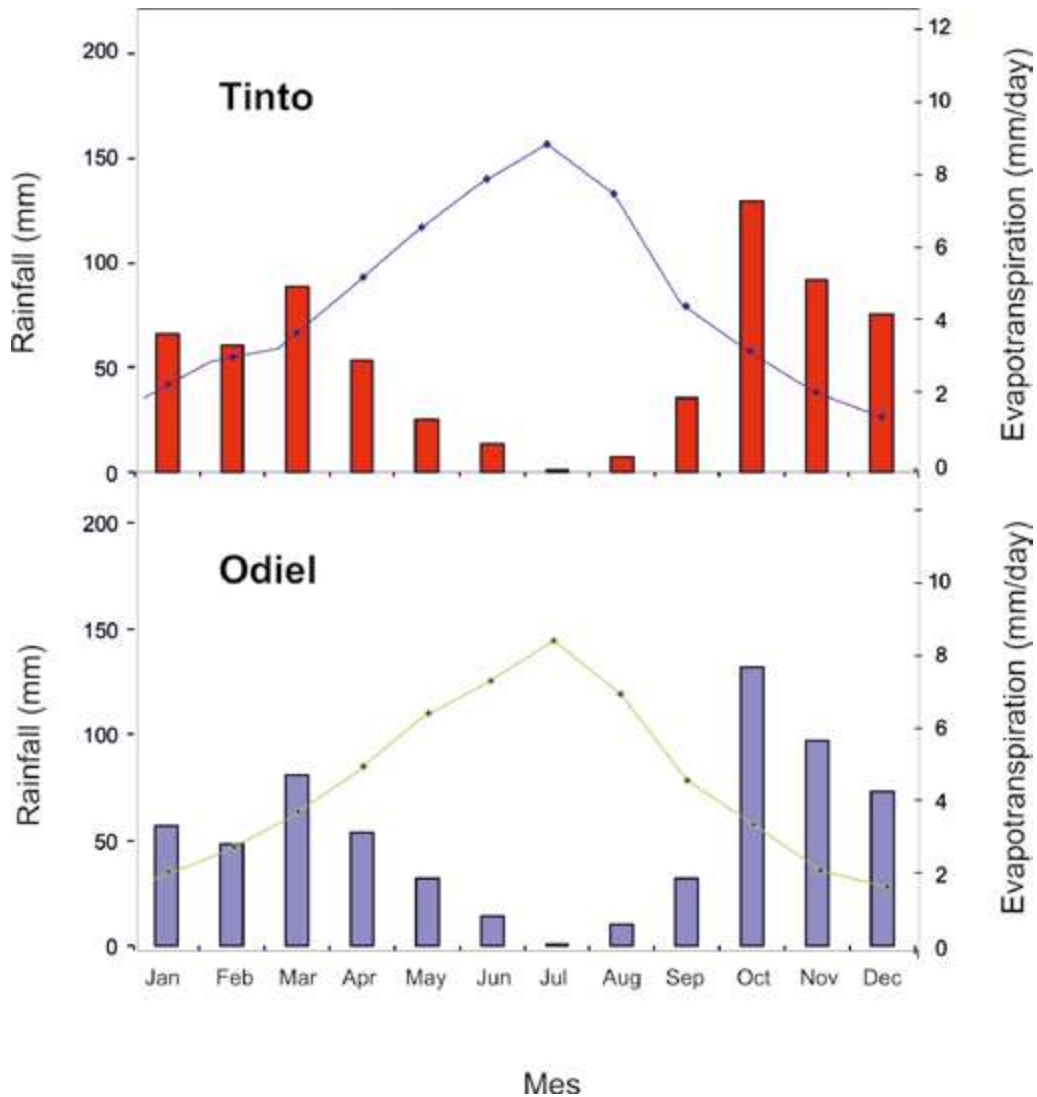 Tinto
Rainfall (mm)
200
150
100
50
0
12
10
8
6
4
2
0
Evapotranspiration (mm/day)
Odiel
Rainfall (mm)
200
150
100
50
0
10
8
6
4
2
0
Evapotranspiration (mm/day)
Jan Feb Mar Apr May Jun Jul Aug Sep Oct Nov Dec
Mes